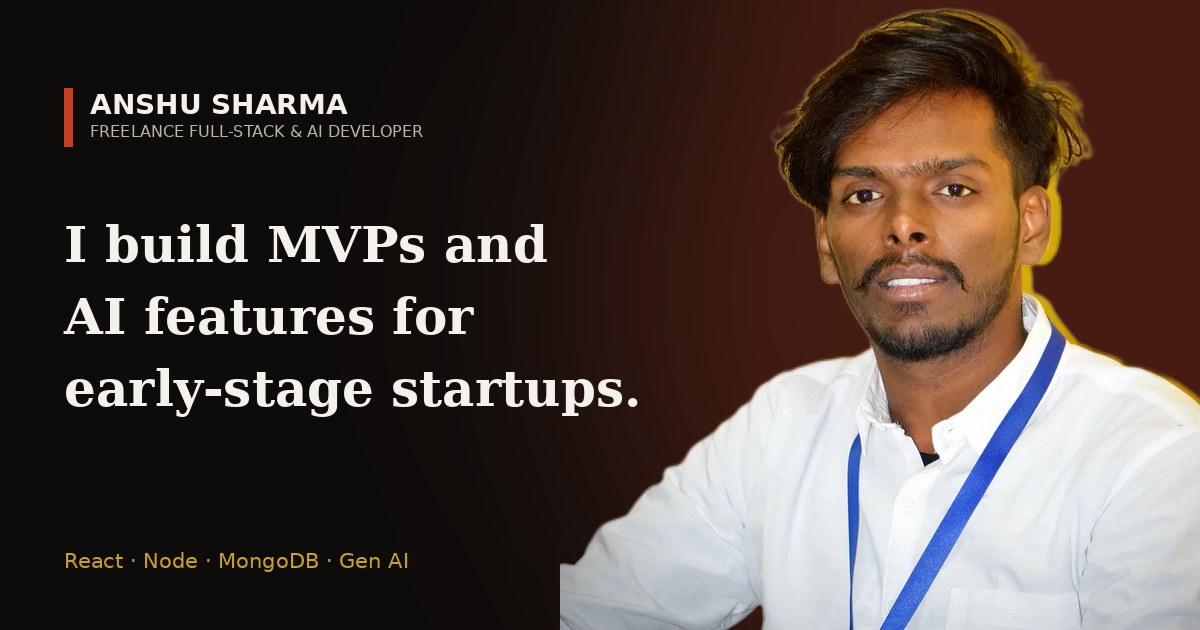 ANSHU SHARMA
FREELANCE FULL-STACK & AI DEVELOPER
I build MVPs and
AI features for
early-stage startups.
React · Node · MongoDB · Gen AI